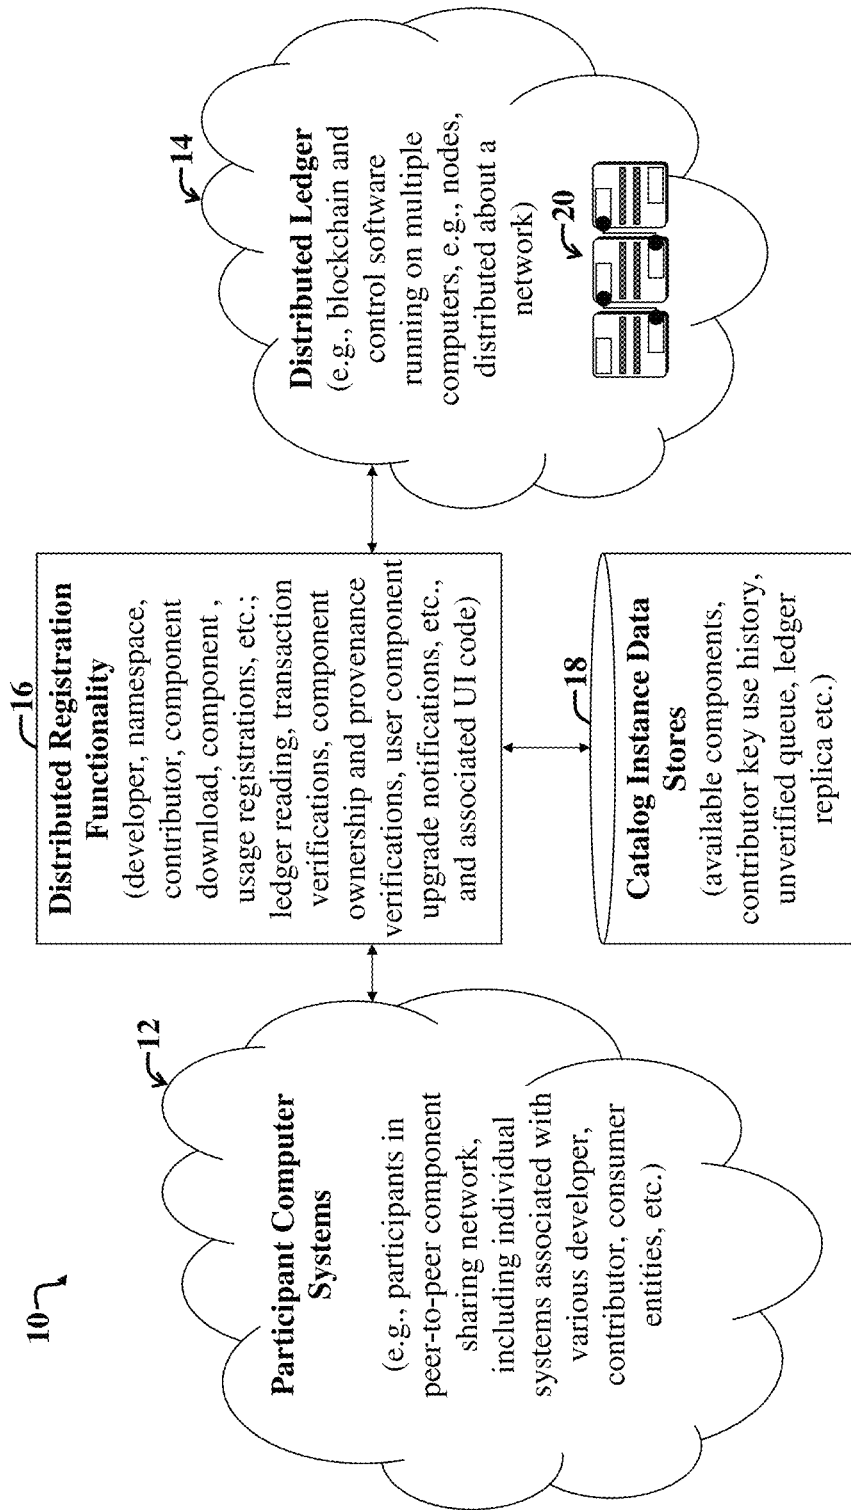 10
12
Participant Computer
Systems
(e.g., participants in
peer-to-peer component
sharing network,
including individual
systems associated with
various developer,
contributor, consumer
entities, etc.)
16
Distributed Registration
Functionality
(developer, namespace,
contributor, component
download, component ,
usage registrations, etc.;
ledger reading, transaction
verifications, component
ownership and provenance
verifications, user component
upgrade notifications, etc.,
and associated UI code)
18
Catalog Instance Data
Stores
(available components,
contributor key use history,
unverified queue, ledger
replica etc.)
14
Distributed Ledger
(e.g., blockchain and
control software
running on multiple
computers, e.g., nodes,
distributed about a
network)
20